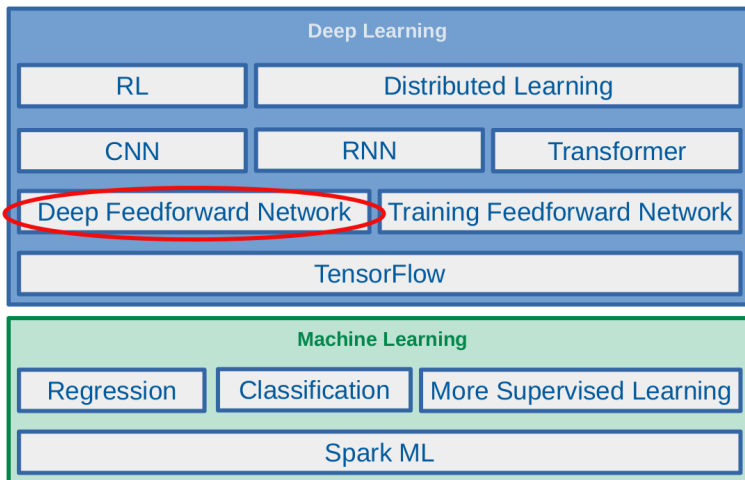 Deep Learning
RL
Distributed Learning
CNN
RNN
Transformer
Deep Feedforward Network
Training Feedforward Network
TensorFlow
Machine Learning
Regression
Classification
More Supervised Learning
Spark ML